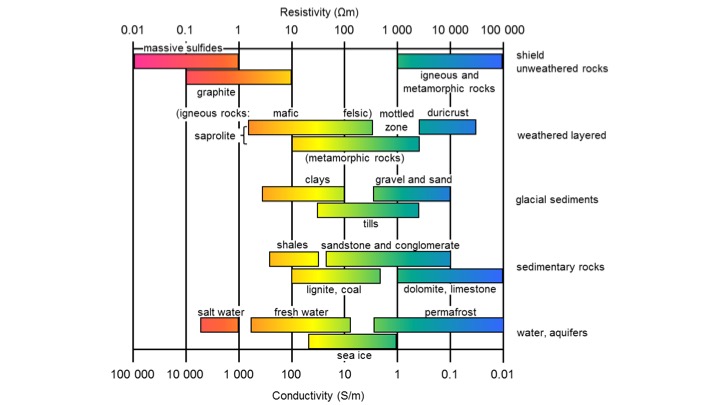 Resistivity (Ωm)
0.01 0.1 1 10 100 1 000 10 000 100 000
massive sulfides
shield
unweathered rocks
igneous and
metamorphic rocks
graphite
(igneous rocks: mafic felsic) mottled
zone
duricrust
saprolite
weathered layered
(metamorphic rocks)
clays gravel and sand
glacial sediments
tills
shales sandstone and conglomerate
sedimentary rocks
lignite, coal dolomite, limestone
salt water fresh water permafrost
water, aquifers
sea ice
100 000 10 000 1 000 100 10 1 0.1 0.01
Conductivity (S/m)